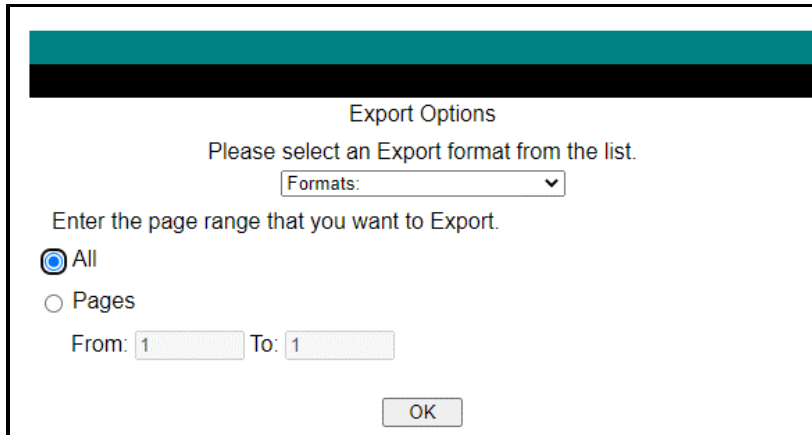 Export Options
Please select an Export format from the list.
Formats:
Enter the page range that you want to Export.
All
Pages
From: 1 To: 1
OK